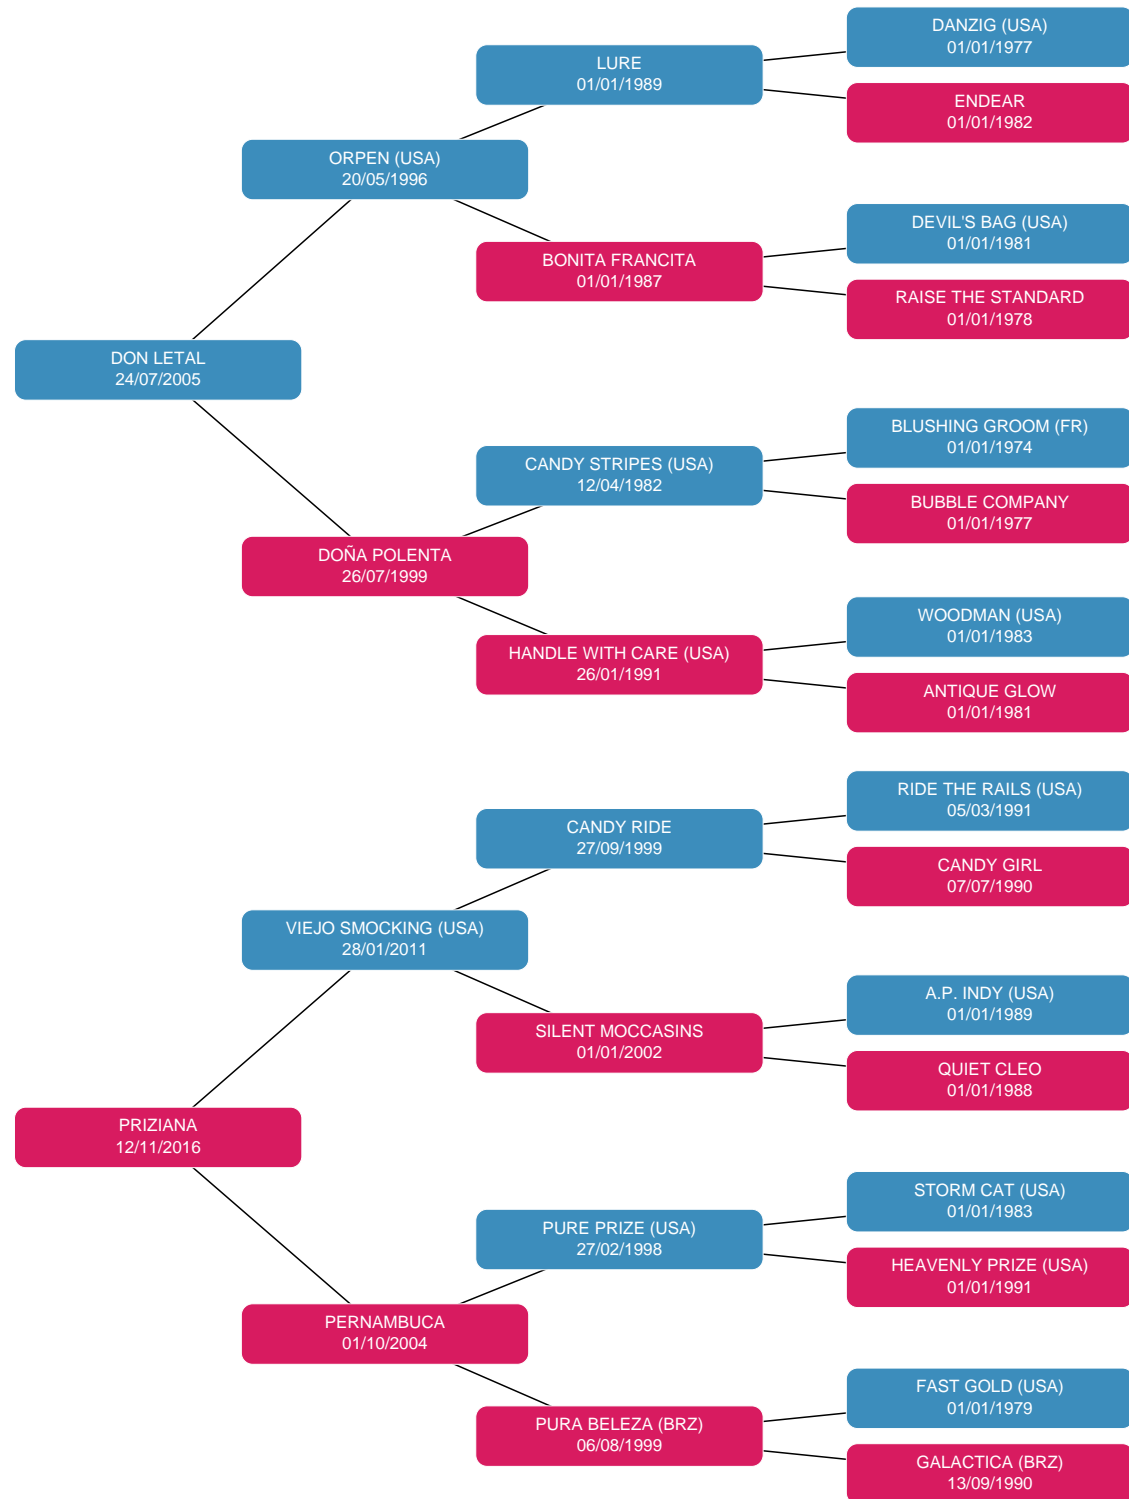 DANZIG (USA)
01/01/1977
LURE
01/01/1989
ENDEAR
01/01/1982
ORPEN (USA)
20/05/1996
DEVIL'S BAG (USA)
01/01/1981
BONITA FRANCITA
01/01/1987
RAISE THE STANDARD
01/01/1978
DON LETAL
24/07/2005
BLUSHING GROOM (FR)
01/01/1974
CANDY STRIPES (USA)
12/04/1982
BUBBLE COMPANY
01/01/1977
DOÑA POLENTA
26/07/1999
WOODMAN (USA)
01/01/1983
HANDLE WITH CARE (USA)
26/01/1991
ANTIQUE GLOW
01/01/1981
RIDE THE RAILS (USA)
05/03/1991
CANDY RIDE
27/09/1999
CANDY GIRL
07/07/1990
VIEJO SMOCKING (USA)
28/01/2011
A.P. INDY (USA)
01/01/1989
SILENT MOCCASINS
01/01/2002
QUIET CLEO
01/01/1988
PRIZIANA
12/11/2016
STORM CAT (USA)
01/01/1983
PURE PRIZE (USA)
27/02/1998
HEAVENLY PRIZE (USA)
01/01/1991
PERNAMBUCA
01/10/2004
FAST GOLD (USA)
01/01/1979
PURA BELEZA (BRZ)
06/08/1999
GALACTICA (BRZ)
13/09/1990